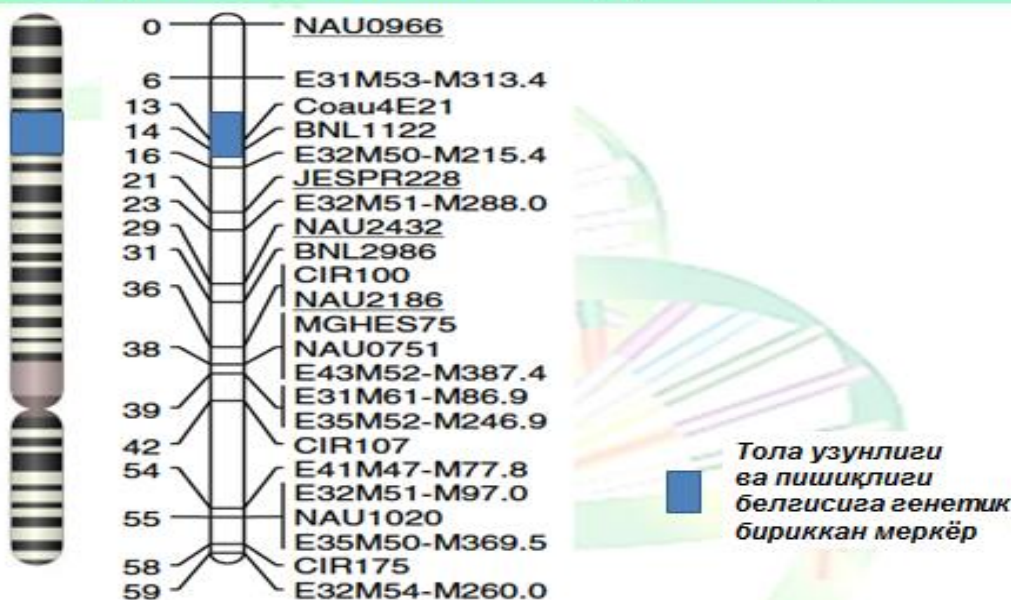 0 NAU0966
6 E31M53-M313.4
13 Coau4E21
14 BNL1122
16 E32M50-M215.4
21 JESPR228
23 E32M51-M288.0
29 NAU2432
31 BNL2986
CIR100
36 NAU2186
MGHES75
38 NAU0751
E43M52-M387.4
39 E31M61-M86.9
E35M52-M246.9
42 CIR107
54 E41M47-M77.8
E32M51-M97.0
55 NAU1020
E35M50-M369.5
58 CIR175
59 E32M54-M260.0
Тола узунлиги
ва пишиқлиги
белгисига генетик
бириккан меркёр